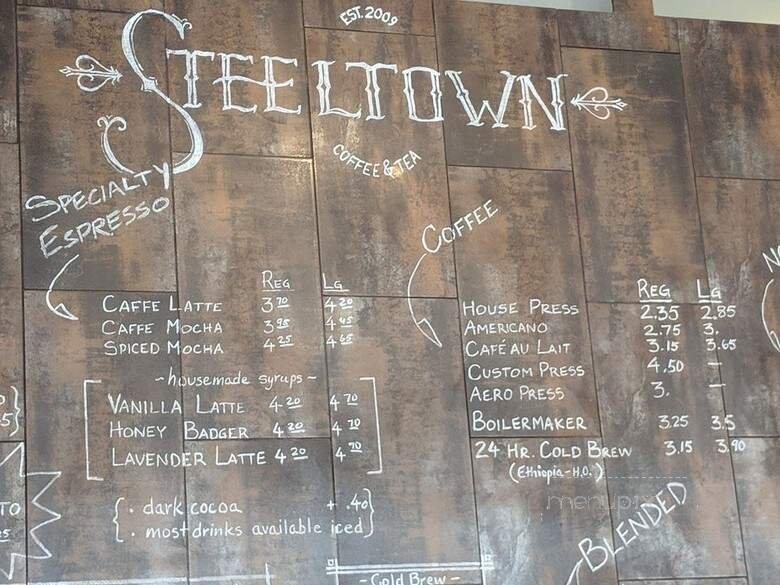 EST. 2009
STEELTOWN
COFFEE & TEA
SPECIALTY
ESPRESSO
REG LG
CAFFE LATTE 3.70 4.20
CAFFE MOCHA 3.95 4.45
SPICED MOCHA 4.25 4.65
~housemade syrups~
VANILLA LATTE 4.20 4.70
HONEY BADGER 4.20 4.70
LAVENDER LATTE 4.20 4.70
{ . dark cocoa + .40 }
{ . most drinks available iced }
COFFEE
REG LG
HOUSE PRESS 2.35 2.85
AMERICANO 2.75 3.
CAFÉ AU LAIT 3.15 3.65
CUSTOM PRESS 4.50 —
AERO PRESS 3. —
BOILERMAKER 3.25 3.5
24 HR. COLD BREW 3.15 3.90
(Ethiopia-H.O.)
menupix
BLENDED
- Cold Brew -